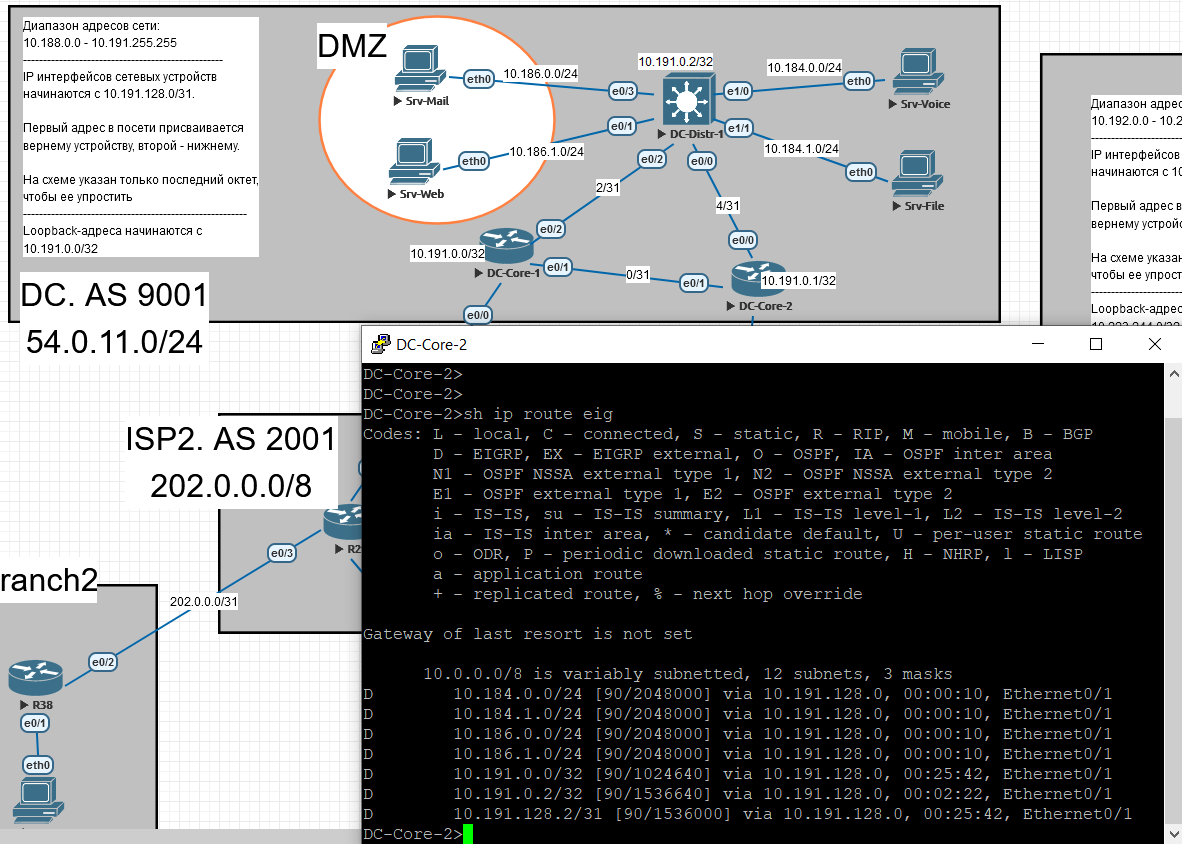 Диапазон адресов сети:
10.188.0.0 - 10.191.255.255
IP интерфейсов сетевых устройств
начинаются с 10.191.128.0/31.
Первый адрес в посети присваивается
вернему устройству, второй - нижнему.
На схеме указан только последний октет,
чтобы ее упростить
Loopback-адреса начинаются с
10.191.0.0/32
DMZ
Srv-Mail
eth0
10.186.0.0/24
e0/3
Srv-Web
eth0
10.186.1.0/24
e0/1
10.191.0.2/32
DC-Distr-1
e1/0
10.184.0.0/24
eth0
Srv-Voice
e1/1
10.184.1.0/24
eth0
Srv-File
e0/2
e0/0
2/31
4/31
e0/2
e0/0
10.191.0.0/32
DC-Core-1
e0/1
0/31
e0/1
10.191.0.1/32
DC-Core-2
e0/0
DC. AS 9001
54.0.11.0/24
Диапазон адрес
10.192.0.0 - 10.2
IP интерфейсов
начинаются с 10
Первый адрес в
вернему устройс
На схеме указан
чтобы ее упрост
Loopback-адрес
ISP2. AS 2001
202.0.0.0/8
R2
e0/3
202.0.0.0/31
ranch2
e0/2
R38
e0/1
eth0
DC-Core-2
DC-Core-2>
DC-Core-2>
DC-Core-2>sh ip route eig
Codes: L - local, C - connected, S - static, R - RIP, M - mobile, B - BGP
D - EIGRP, EX - EIGRP external, O - OSPF, IA - OSPF inter area
N1 - OSPF NSSA external type 1, N2 - OSPF NSSA external type 2
E1 - OSPF external type 1, E2 - OSPF external type 2
i - IS-IS, su - IS-IS summary, L1 - IS-IS level-1, L2 - IS-IS level-2
ia - IS-IS inter area, * - candidate default, U - per-user static route
o - ODR, P - periodic downloaded static route, H - NHRP, l - LISP
a - application route
+ - replicated route, % - next hop override
Gateway of last resort is not set
10.0.0.0/8 is variably subnetted, 12 subnets, 3 masks
D 10.184.0.0/24 [90/2048000] via 10.191.128.0, 00:00:10, Ethernet0/1
D 10.184.1.0/24 [90/2048000] via 10.191.128.0, 00:00:10, Ethernet0/1
D 10.186.0.0/24 [90/2048000] via 10.191.128.0, 00:00:10, Ethernet0/1
D 10.186.1.0/24 [90/2048000] via 10.191.128.0, 00:00:10, Ethernet0/1
D 10.191.0.0/32 [90/1024640] via 10.191.128.0, 00:25:42, Ethernet0/1
D 10.191.0.2/32 [90/1536640] via 10.191.128.0, 00:02:22, Ethernet0/1
D 10.191.128.2/31 [90/1536000] via 10.191.128.0, 00:25:42, Ethernet0/1
DC-Core-2>